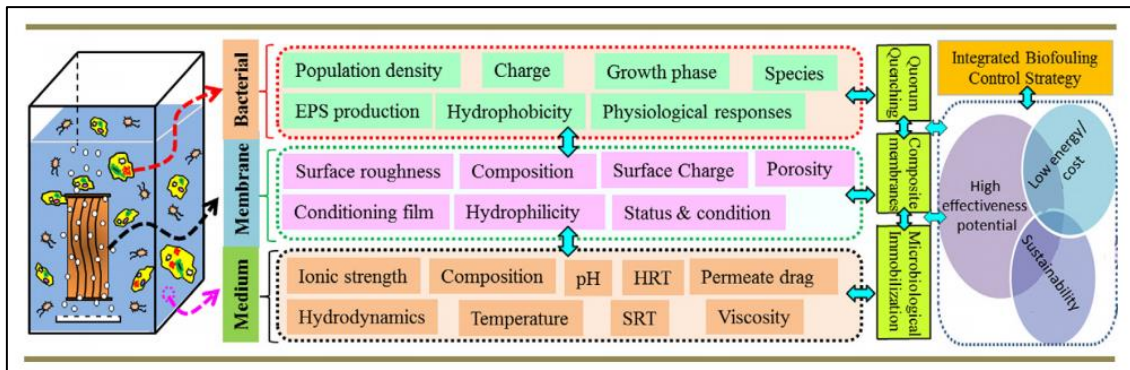 Bacterial
Population density
Charge
Growth phase
Species
EPS production
Hydrophobicity
Physiological responses
Membrane
Surface roughness
Composition
Surface Charge
Porosity
Conditioning film
Hydrophilicity
Status & condition
Medium
Ionic strength
Composition
pH
HRT
Permeate drag
Hydrodynamics
Temperature
SRT
Viscosity
Quorum
Quenching
Composite
membranes
Microbiological
Immobilization
Integrated Biofouling
Control Strategy
High
effectiveness
potential
Low energy/
cost
Sustainability